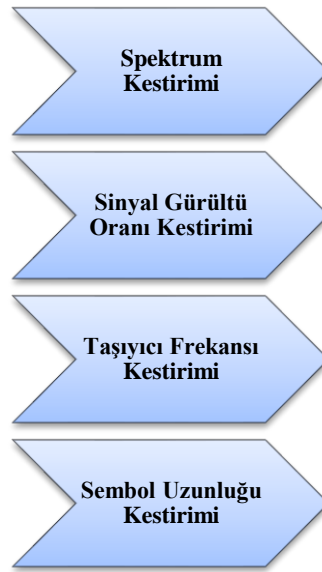 Spektrum
Kestirimi
Sinyal Gürültü
Oranı Kestirimi
Taşıyıcı Frekansı
Kestirimi
Sembol Uzunluğu
Kestirimi